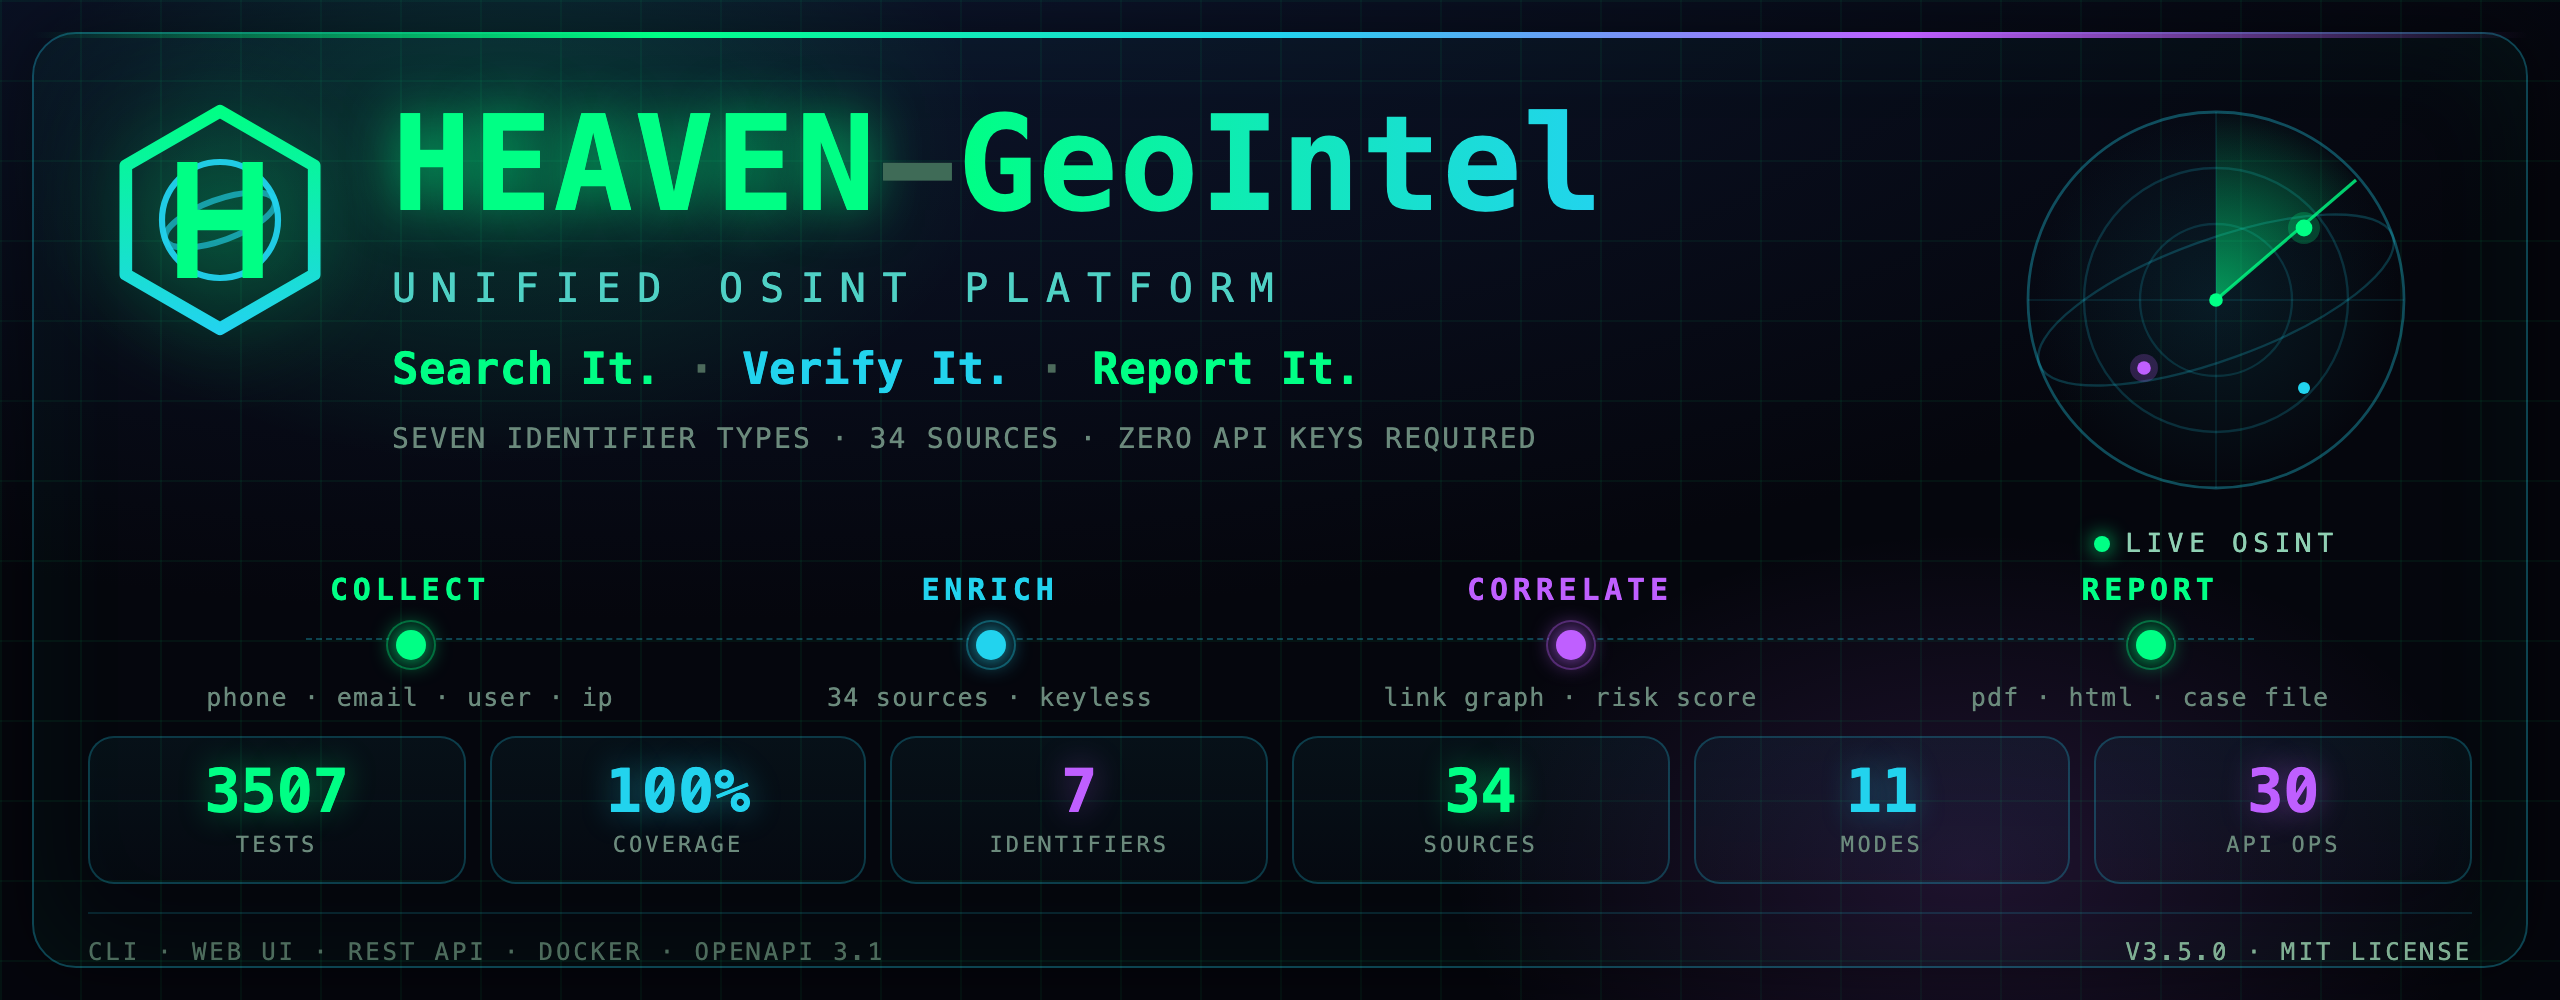 H
HEAVEN—GeoIntel
UNIFIED OSINT PLATFORM
Search It. · Verify It. · Report It.
SEVEN IDENTIFIER TYPES · 34 SOURCES · ZERO API KEYS REQUIRED
LIVE OSINT
COLLECT ENRICH CORRELATE REPORT
phone · email · user · ip 34 sources · keyless link graph · risk score pdf · html · case file
3507 100% 7 34 11 30
TESTS COVERAGE IDENTIFIERS SOURCES MODES API OPS
CLI · WEB UI · REST API · DOCKER · OPENAPI 3.1 V3.5.0 · MIT LICENSE